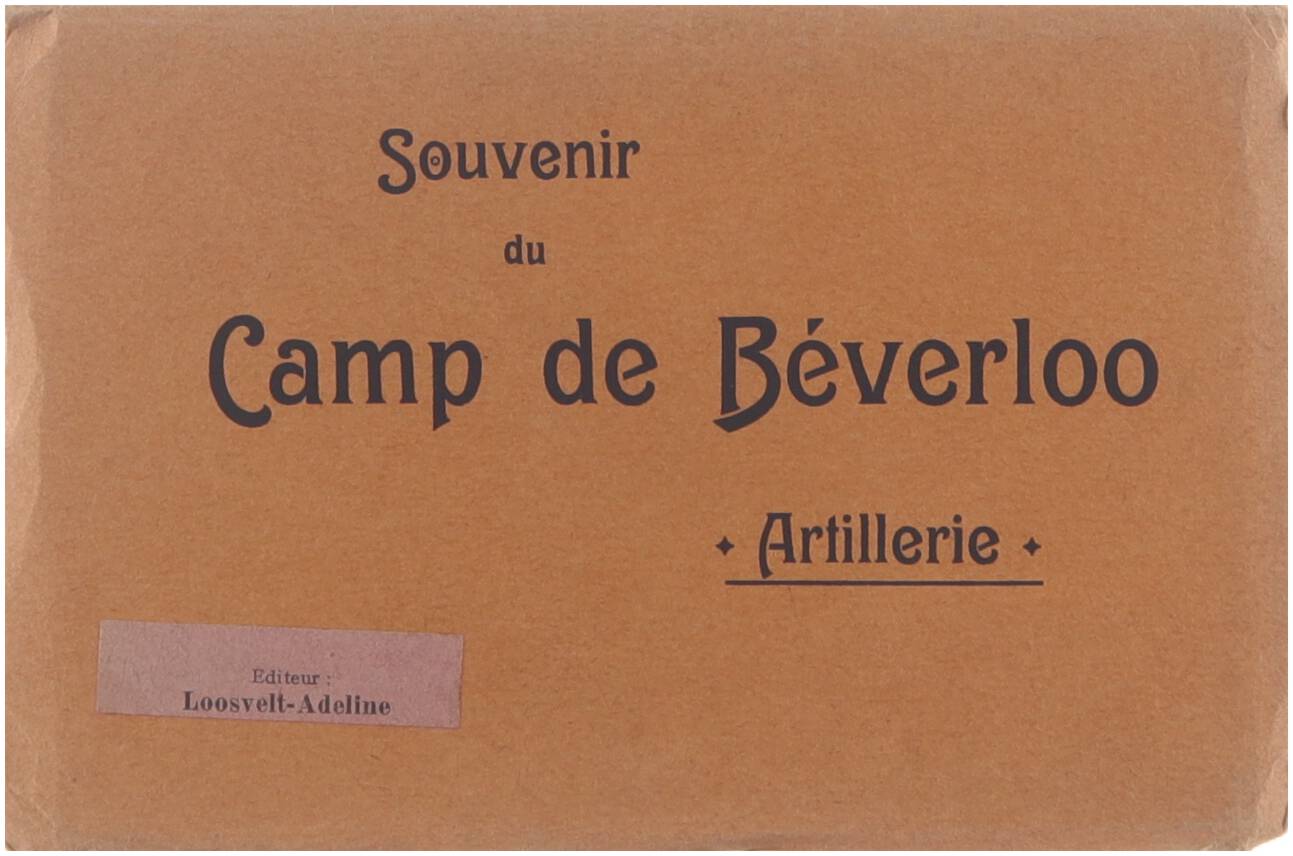 Souvenir
du
Camp de Béverloo
Artillerie
Editeur :
Loosvelt-Adeline